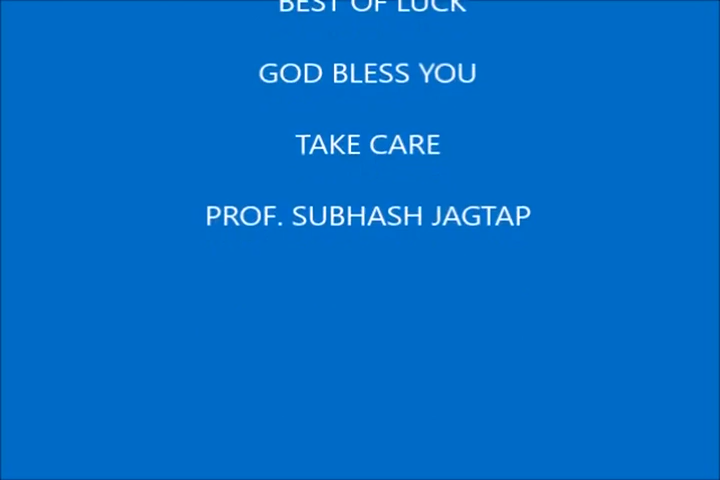 BEST OF LUCK
GOD BLESS YOU
TAKE CARE
PROF. SUBHASH JAGTAP